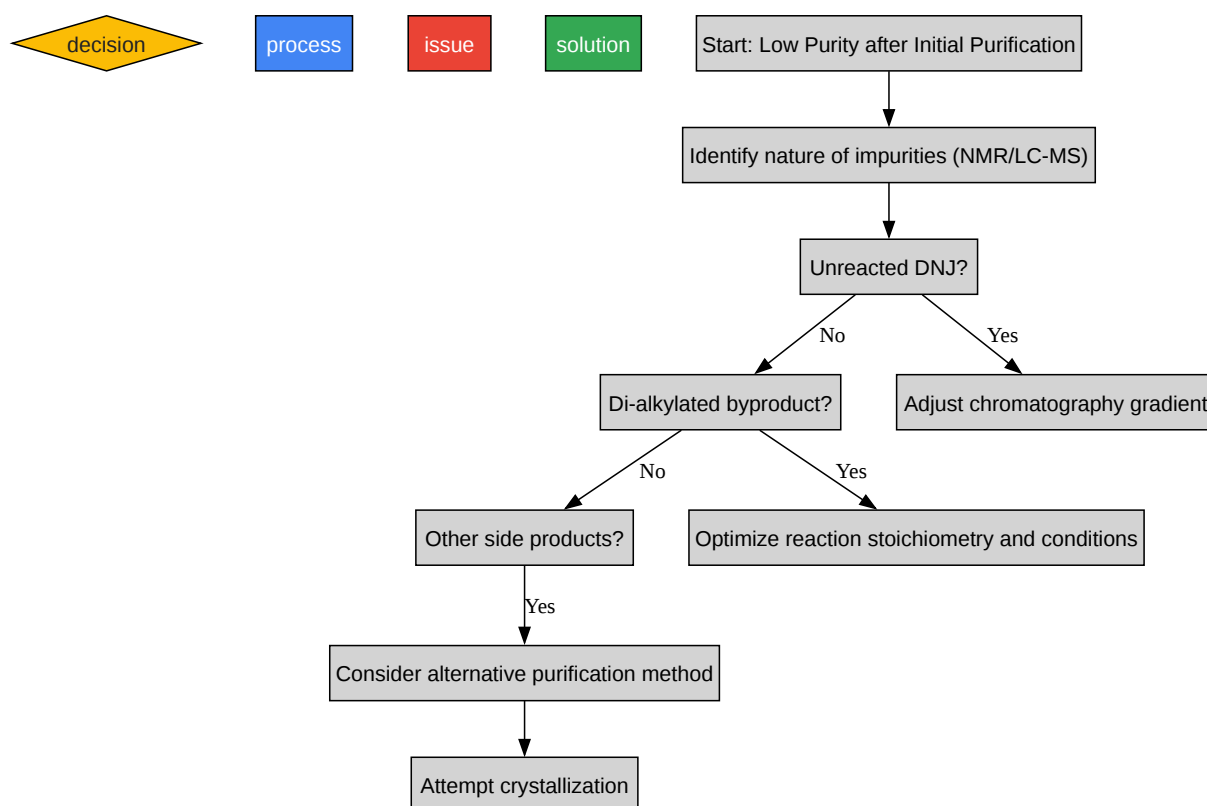 decision
process
issue
solution
Start: Low Purity after Initial Purification
Identify nature of impurities (NMR/LC-MS)
Unreacted DNJ?
No
Yes
Di-alkylated byproduct?
Adjust chromatography gradient
No
Yes
Other side products?
Optimize reaction stoichiometry and conditions
Yes
Consider alternative purification method
Attempt crystallization